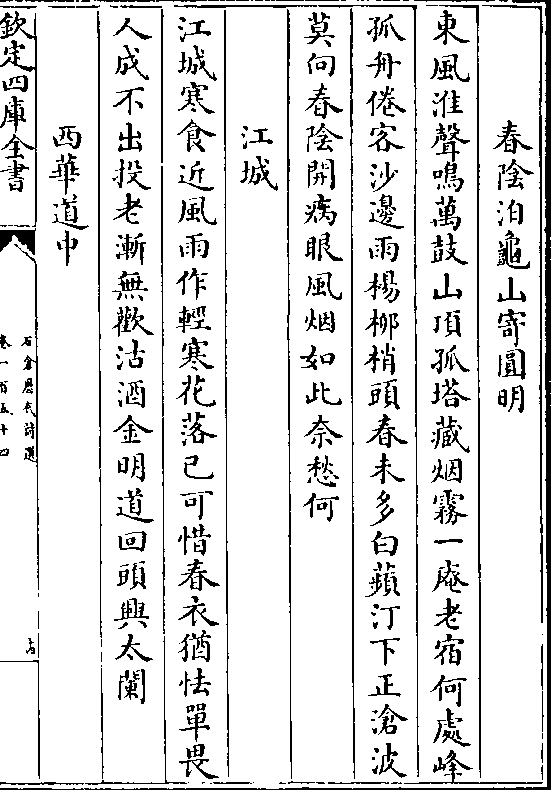 春陰泊龜山寄圓明
東風淮聲鳴萬鼓山頂孤塔藏烟霧一庵老宿何處峰
孤舟倦客沙邊雨楊柳梢頭春未多白蘋汀下正滄波
莫向春陰開病眼風烟如此奈愁何
江城
江城寒食近風雨作輕寒花落已可惜春衣猶怯單畏
人成不出投老漸無歡沽酒金明道回頭興太闌
西華道中
欽定四庫全書
石倉歷代詩選
卷一百五十四